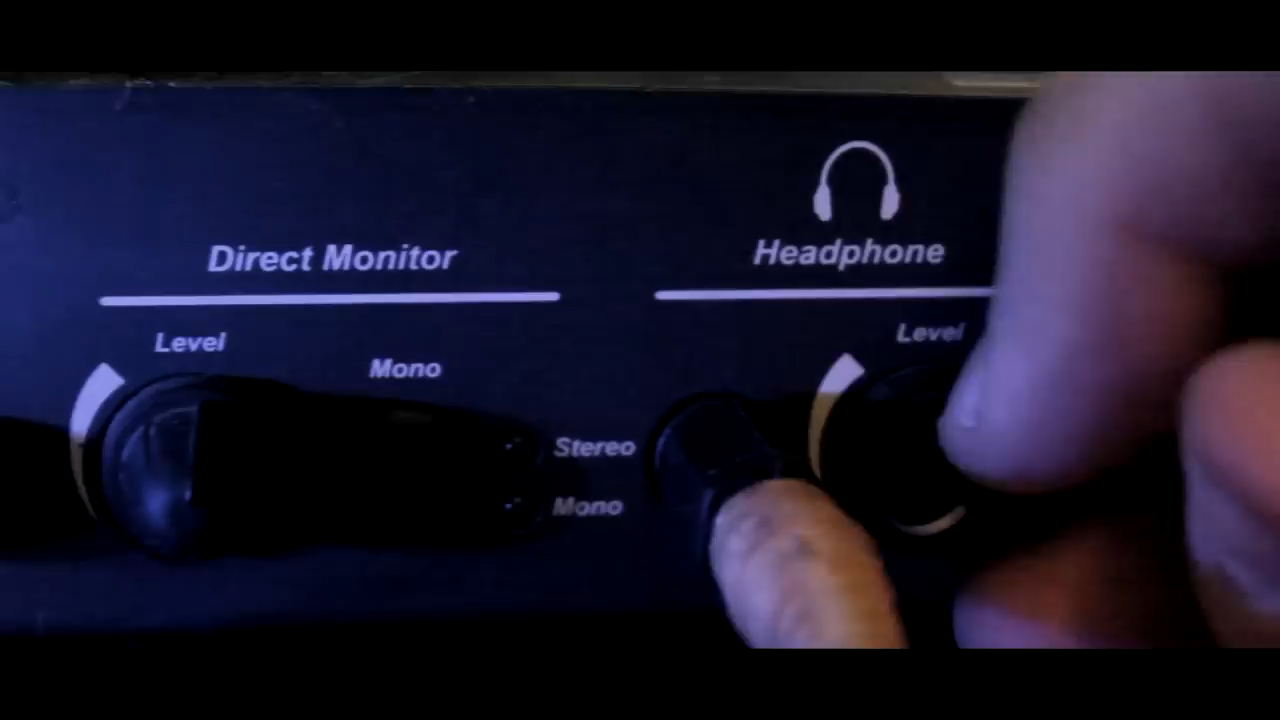 Direct Monitor
Level
Mono
Stereo
Mono
Headphone
Level